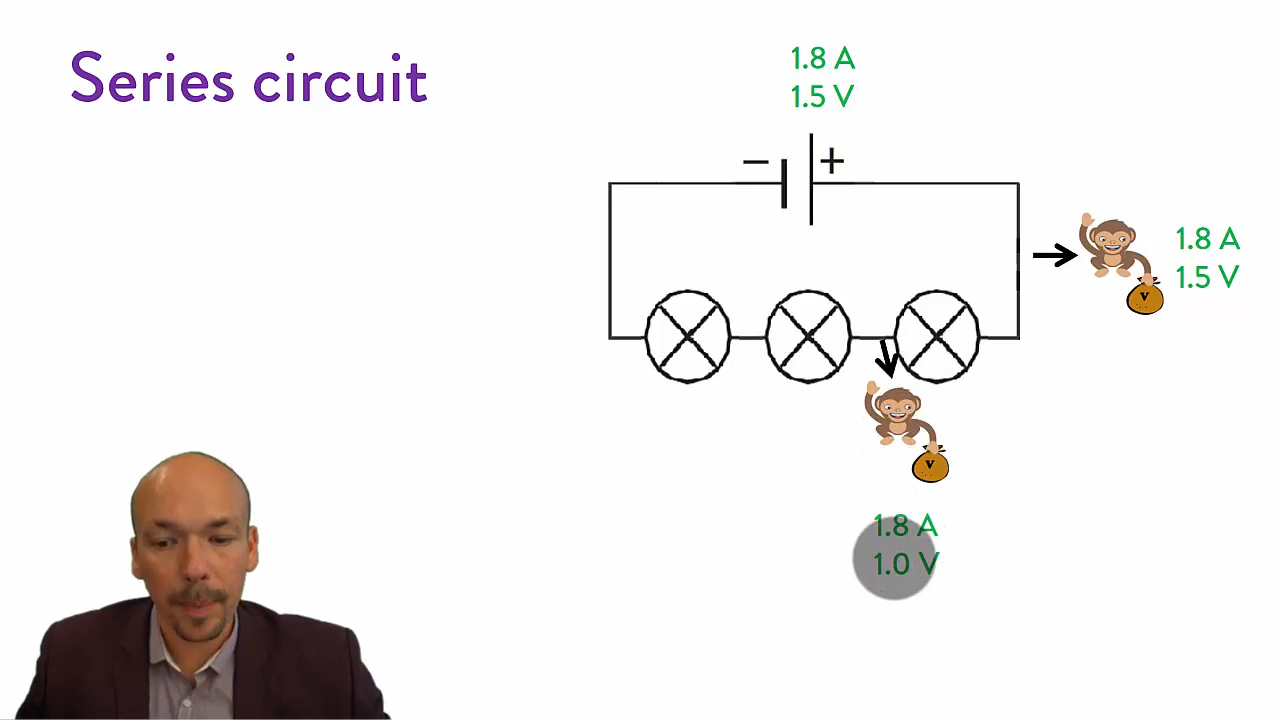 Series circuit
1.8 A
1.5 V
− +
1.8 A
1.5 V
v
v
1.8 A
1.0 V